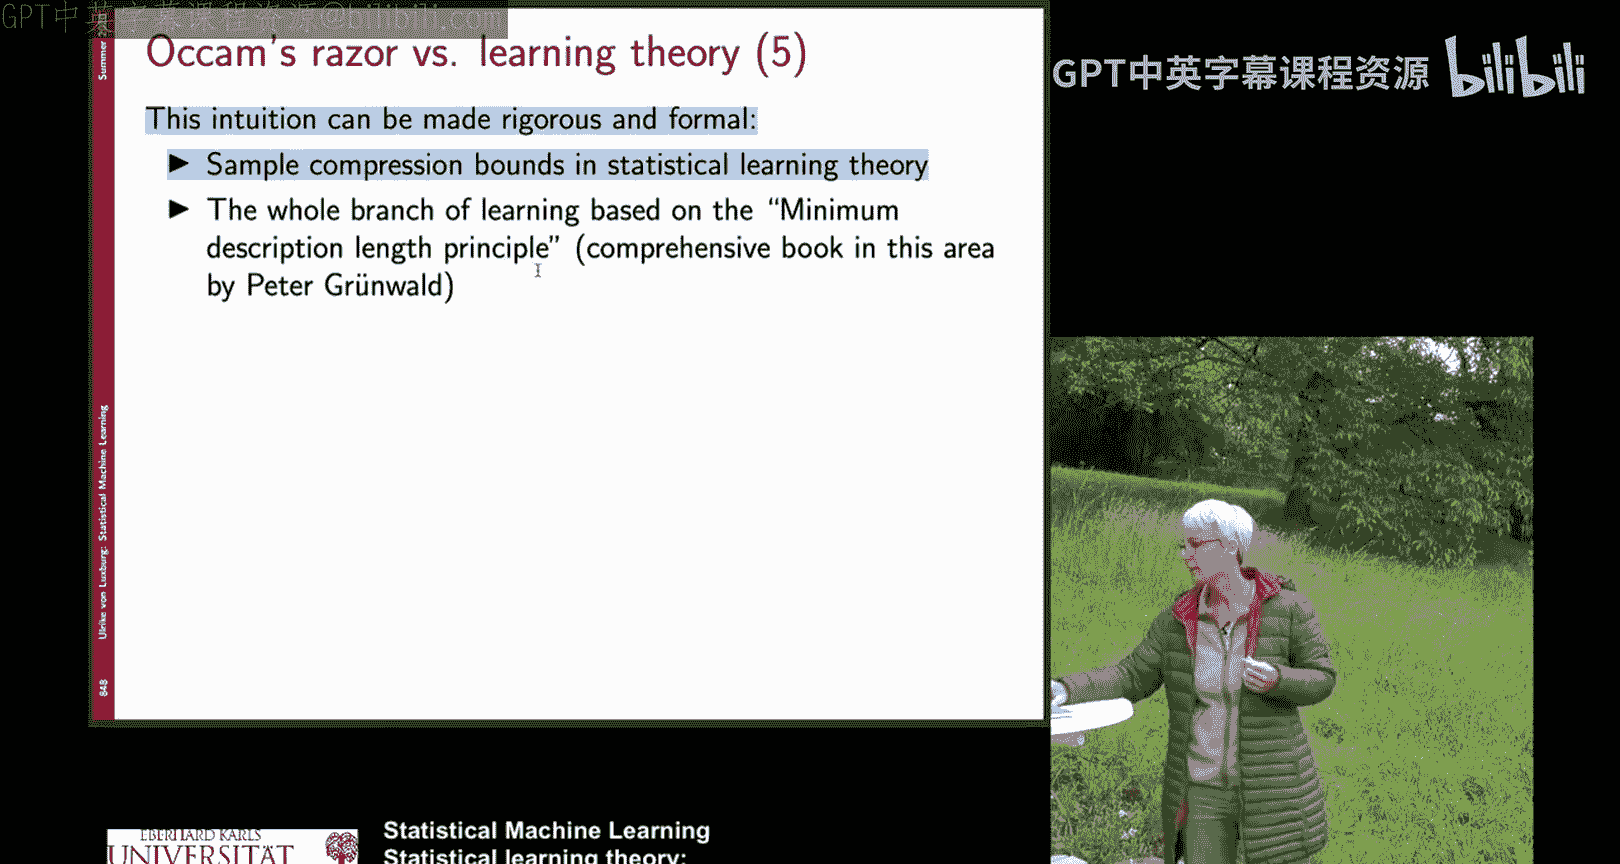 GPT中英字幕课程资源@bilibili.com
Occam's razor vs. learning theory (5)
This intuition can be made rigorous and formal:
▶ Sample compression bounds in statistical learning theory
▶ The whole branch of learning based on the “Minimum
description length principle” (comprehensive book in this area
by Peter Grünwald)
Summer
Ulrike von Luxburg: Statistical Machine Learning
848
GPT中英字幕课程资源 bilibili
EBERHARD KARLS
UNIVERSITÄT
Statistical Machine Learning
Statistical learning theory: